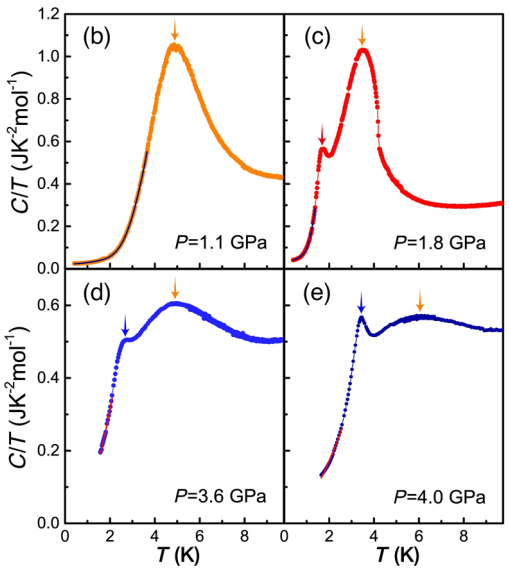 (b)
(c)
1.2
1.0
0.8
0.6
0.4
0.2
0.0
C/T (JK⁻²mol⁻¹)
P=1.1 GPa
P=1.8 GPa
(d)
(e)
0.6
0.4
0.2
0.0
C/T (JK⁻²mol⁻¹)
P=3.6 GPa
P=4.0 GPa
0 2 4 6 8 0 2 4 6 8
T (K)
T (K)